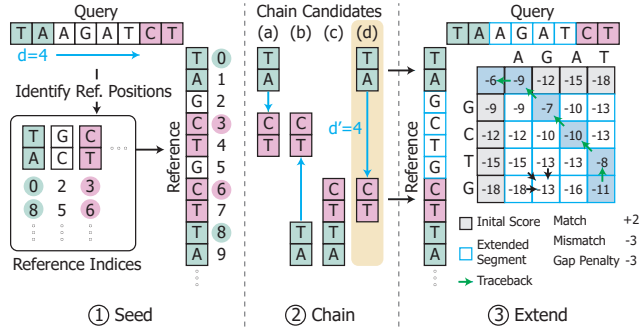 Query
T A A G A T C T
d=4
Identify Ref. Positions
T G C
A C T
0 2 3
8 5 6
Reference Indices
Reference
T 0
A 1
G 2
C 3
T 4
G 5
C 6
T 7
T 8
A 9
1 Seed
Chain Candidates
(a) (b) (c) (d)
T T
A A
C C
T T
d'=4
C C
T T
T C
A T
2 Chain
Query
T A A G A T C T
Reference
T
A
G
C
T
G
C
T
T
A
A G A T
-6 -9 -12 -15 -18
G -9 -9 -7 -10 -13
C -12 -12 -10 -10 -13
T -15 -15 -13 -13 -8
G -18 -18 -13 -13 -11
Inital Score
Extended
Segment
Traceback
Match +2
Mismatch -3
Gap Penalty -3
3 Extend